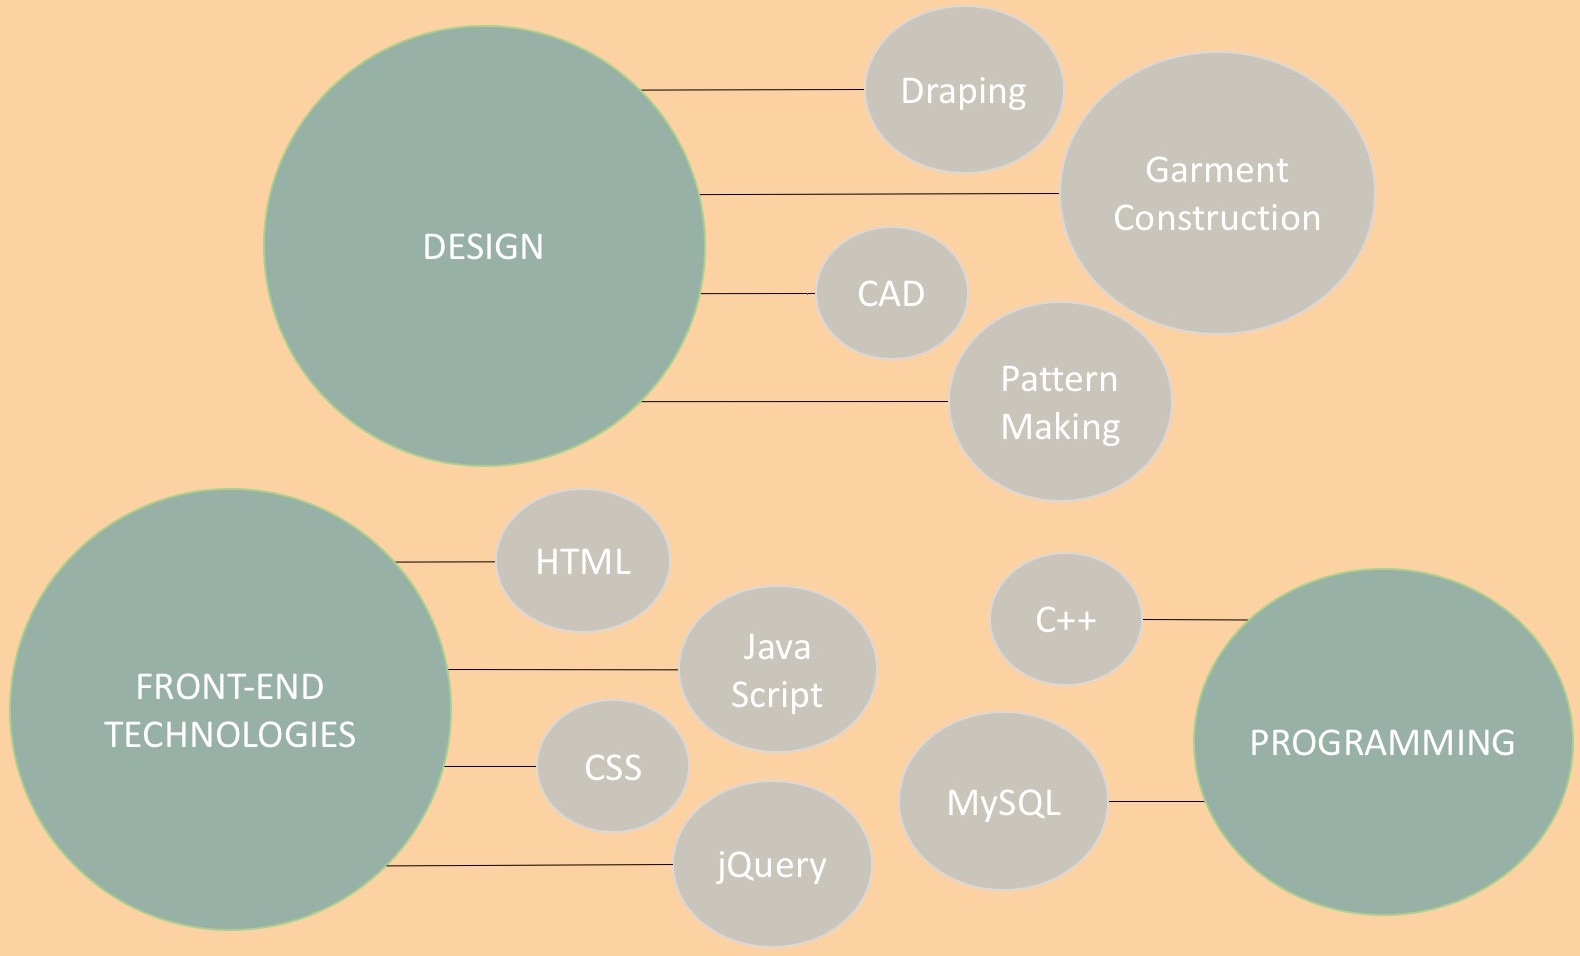 DESIGN
Draping
Garment
Construction
CAD
Pattern
Making
FRONT-END
TECHNOLOGIES
HTML
Java
Script
CSS
jQuery
C++
MySQL
PROGRAMMING